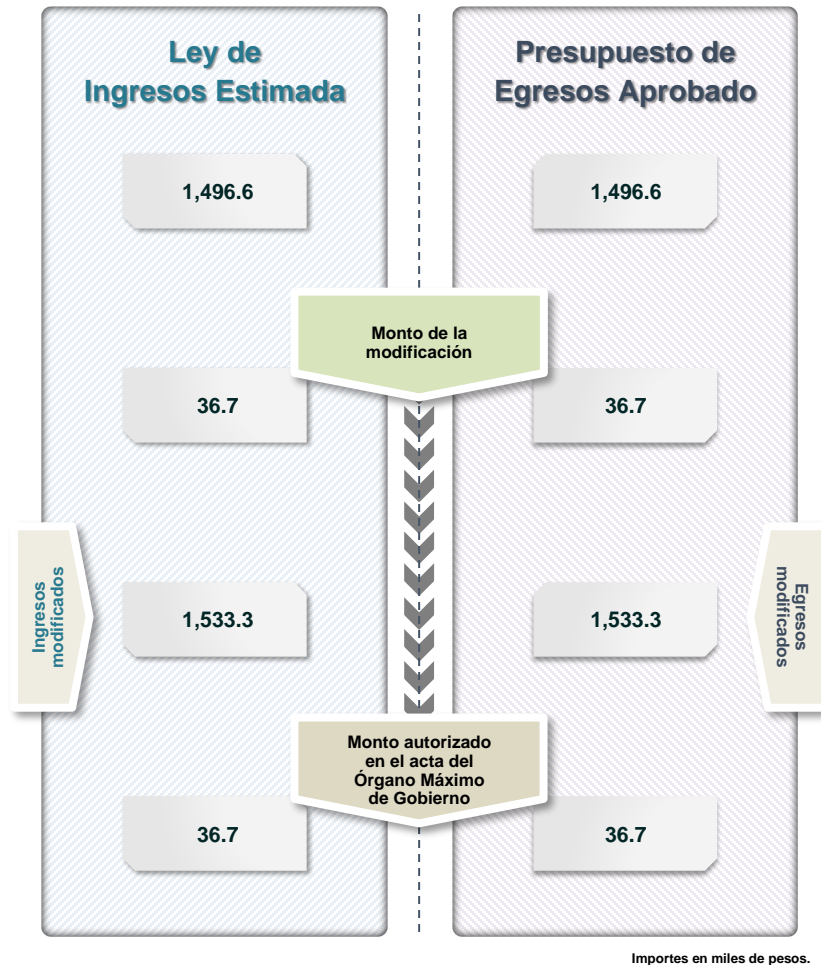 Ley de
Ingresos Estimada
Presupuesto de
Egresos Aprobado
1,496.6
1,496.6
Monto de la
modificación
36.7
36.7
Ingresos
modificados
1,533.3
1,533.3
Egresos
modificados
Monto autorizado
en el acta del
Órgano Máximo
de Gobierno
36.7
36.7
Importes en miles de pesos.